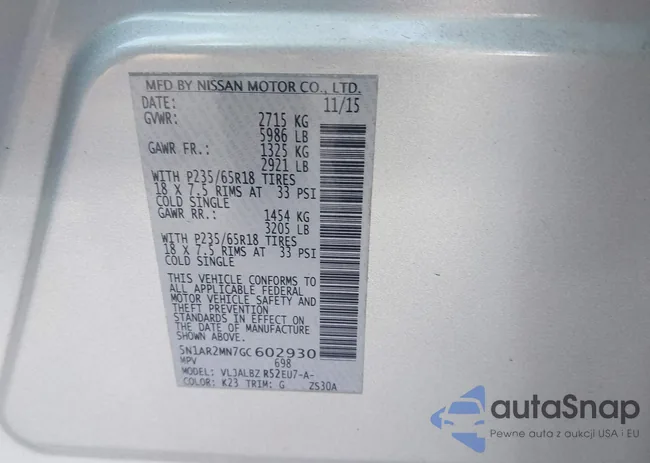 MFD BY NISSAN MOTOR CO., LTD.
DATE: 11/15
GVWR: 2715 KG
5986 LB
GAWR FR.: 1325 KG
2921 LB
WITH P235/65R18 TIRES
18 X 7.5 RIMS AT 33 PSI
COLD SINGLE
GAWR RR.: 1454 KG
3205 LB
WITH P235/65R18 TIRES
18 X 7.5 RIMS AT 33 PSI
COLD SINGLE
THIS VEHICLE CONFORMS TO
ALL APPLICABLE FEDERAL
MOTOR VEHICLE SAFETY AND
THEFT PREVENTION
STANDARDS IN EFFECT ON
THE DATE OF MANUFACTURE
SHOWN ABOVE.
5N1AR2MN7GC602930
MPV 698
MODEL: VLJALBZ R52EU7-A-
COLOR: K23 TRIM: G ZS30A
autaSnap
Pewne auta z aukcji USA i EU